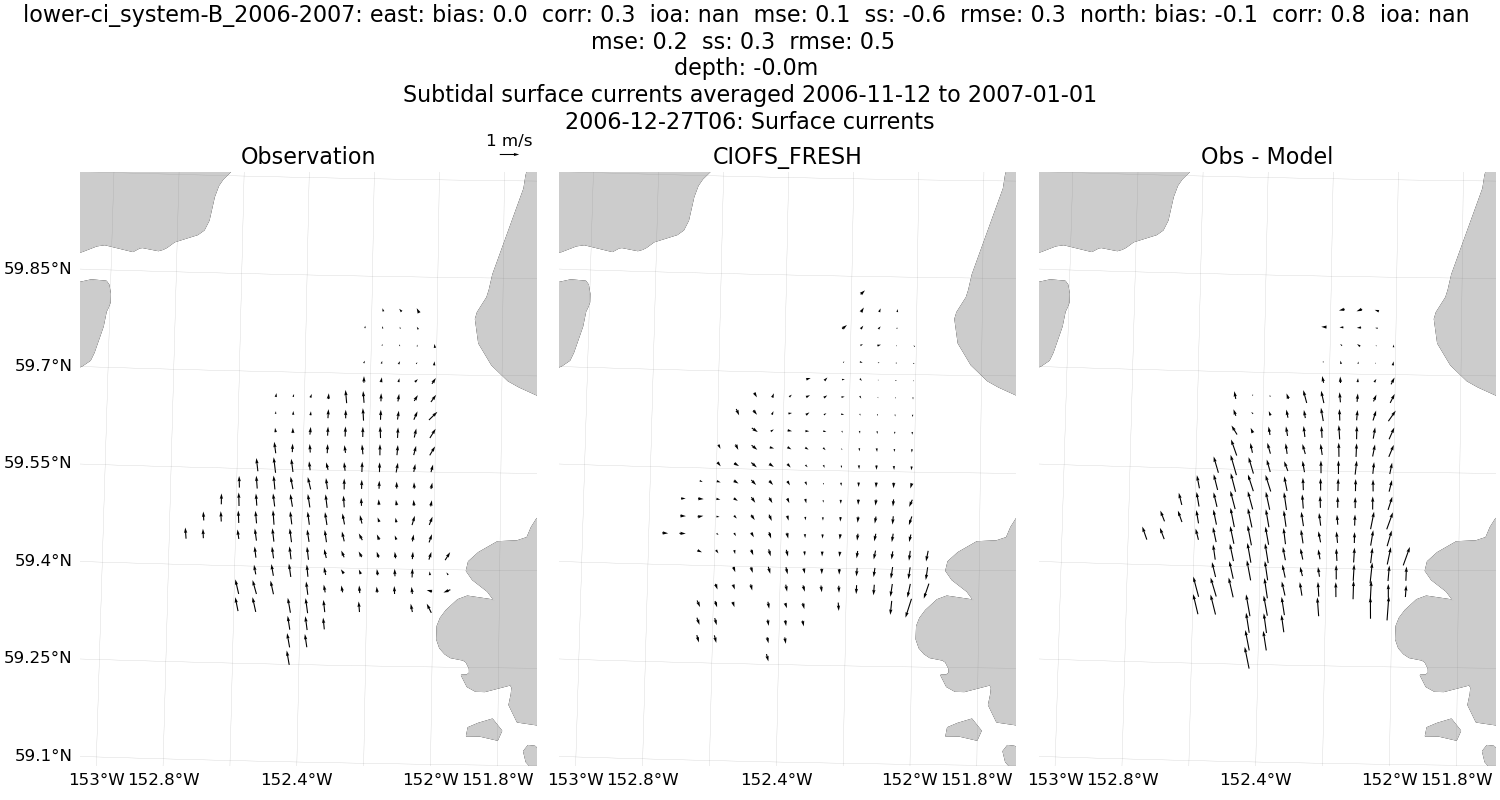 lower-ci_system-B_2006-2007: east: bias: 0.0  corr: 0.3  ioa: nan  mse: 0.1  ss: -0.6  rmse: 0.3  north: bias: -0.1  corr: 0.8  ioa: nan
mse: 0.2  ss: 0.3  rmse: 0.5
depth: -0.0m
Subtidal surface currents averaged 2006-11-12 to 2007-01-01
2006-12-27T06: Surface currents
1 m/s
Observation
CIOFS_FRESH
Obs - Model
59.85°N
59.7°N
59.55°N
59.4°N
59.25°N
59.1°N
153°W 152.8°W 152.4°W 152°W 151.8°W
153°W 152.8°W 152.4°W 152°W 151.8°W
153°W 152.8°W 152.4°W 152°W 151.8°W